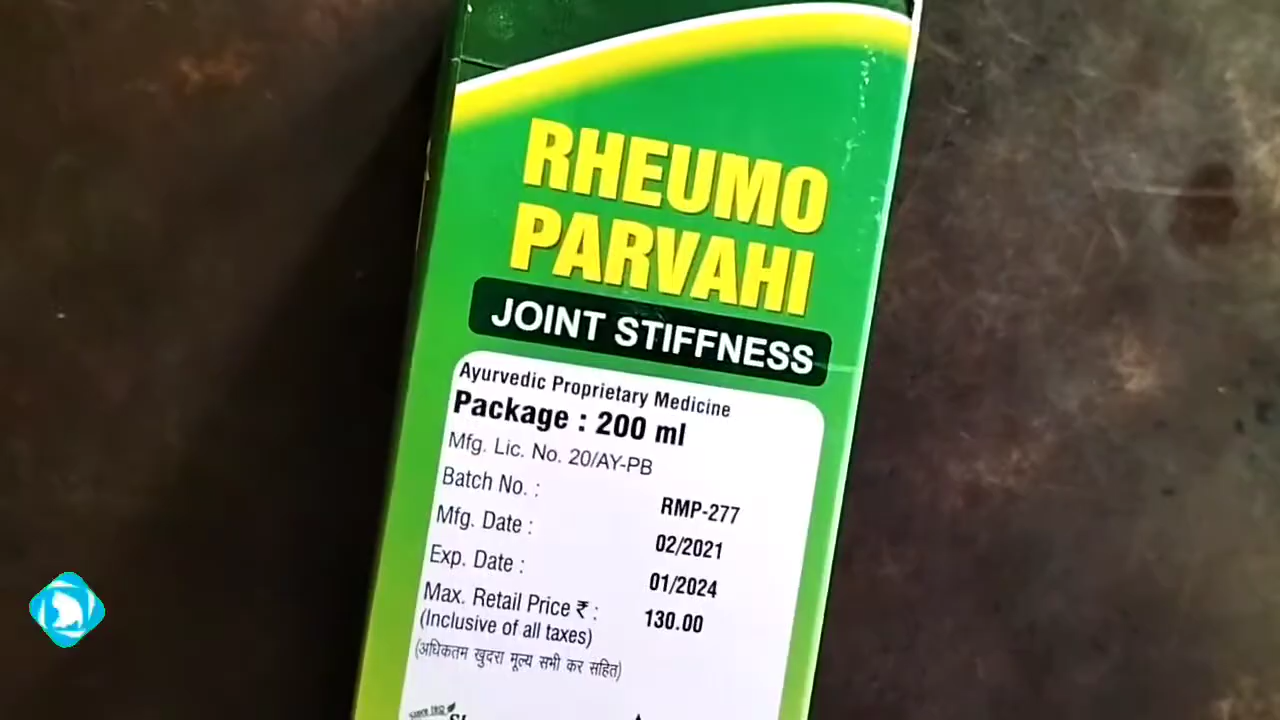 RHEUMO
PARVAHI
JOINT STIFFNESS
Ayurvedic Proprietary Medicine
Package : 200 ml
Mfg. Lic. No. 20/AY-PB
Batch No. : RMP-277
Mfg. Date : 02/2021
Exp. Date : 01/2024
Max. Retail Price ₹ : 130.00
(Inclusive of all taxes)
(अधिकतम खुदरा मूल्य सभी कर सहित)